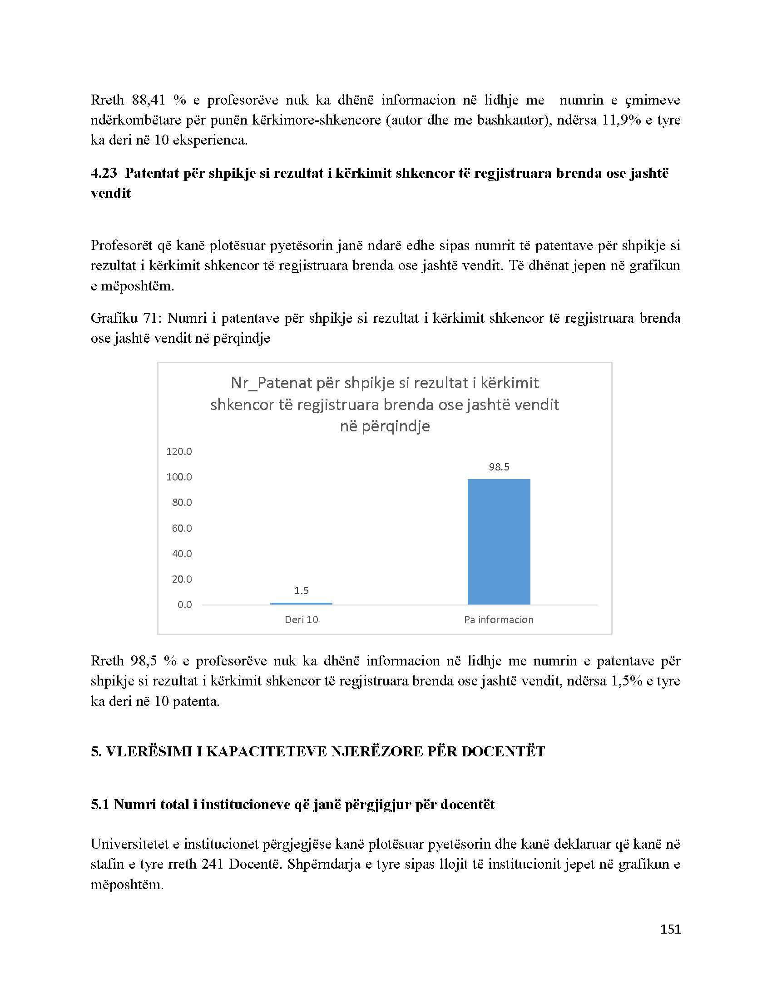 Rreth 88,41 % e profesorëve nuk ka dhënë informacion në lidhje me numrin e çmimeve
ndërkombëtare për punën kërkimore-shkencore (autor dhe me bashkautor), ndërsa 11,9% e tyre
ka deri në 10 eksperienca.
4.23 Patentat për shpikje si rezultat i kërkimit shkencor të regjistruara brenda ose jashtë
vendit
Profesorët që kanë plotësuar pyetësorin janë ndarë edhe sipas numrit të patentave për shpikje si
rezultat i kërkimit shkencor të regjistruara brenda ose jashtë vendit. Të dhënat jepen në grafikun
e mëposhtëm.
Grafiku 71: Numri i patentave për shpikje si rezultat i kërkimit shkencor të regjistruara brenda
ose jashtë vendit në përqindje
Nr_Patenat për shpikje si rezultat i kërkimit
shkencor të regjistruara brenda ose jashtë vendit
në përqindje
120.0
100.0
80.0
60.0
40.0
20.0
0.0
1.5
98.5
Deri 10
Pa informacion
Rreth 98,5 % e profesorëve nuk ka dhënë informacion në lidhje me numrin e patentave për
shpikje si rezultat i kërkimit shkencor të regjistruara brenda ose jashtë vendit, ndërsa 1,5% e tyre
ka deri në 10 patenta.
5. VLERËSIMI I KAPACITETEVE NJERËZORE PËR DOCENTËT
5.1 Numri total i institucioneve që janë përgjigjur për docentët
Universitetet e institucionet përgjegjëse kanë plotësuar pyetësorin dhe kanë deklaruar që kanë në
stafin e tyre rreth 241 Docentë. Shpërndarja e tyre sipas llojit të institucionit jepet në grafikun e
mëposhtëm.
151